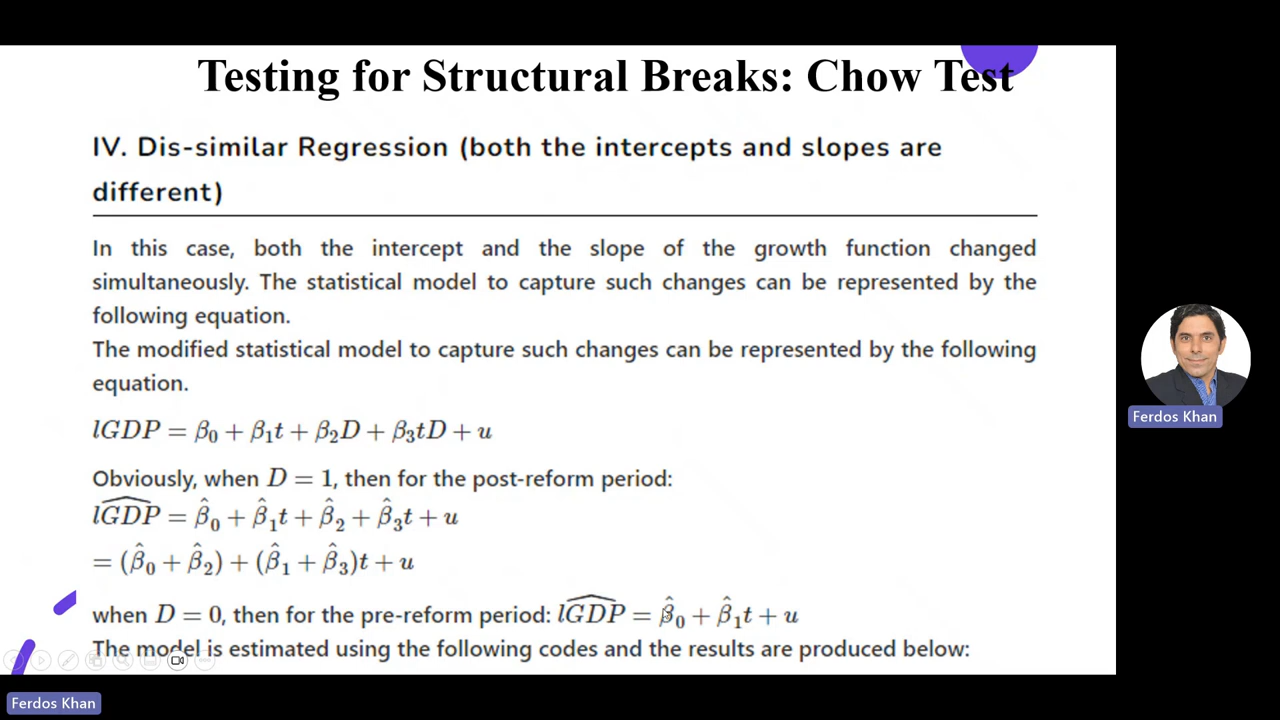 Testing for Structural Breaks: Chow Test
IV. Dis-similar Regression (both the intercepts and slopes are
different)
In this case, both the intercept and the slope of the growth function changed
simultaneously. The statistical model to capture such changes can be represented by the
following equation.
The modified statistical model to capture such changes can be represented by the following
equation.
lGDP = β₀ + β₁t + β₂D + β₃tD + u
Obviously, when D = 1, then for the post-reform period:
l\widehat{GDP} = β̂₀ + β̂₁t + β̂₂ + β̂₃t + u
= (β̂₀ + β̂₂) + (β̂₁ + β̂₃)t + u
when D = 0, then for the pre-reform period: l\widehat{GDP} = β̂₀ + β̂₁t + u
The model is estimated using the following codes and the results are produced below:
Ferdos Khan
Ferdos Khan